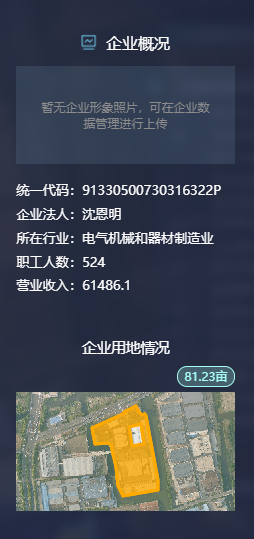 企业概况
暂无企业形象照片，可在企业数
据管理进行上传
统一代码：91330500730316322P
企业法人：沈恩明
所在行业：电气机械和器材制造业
职工人数：524
营业收入：61486.1
企业用地情况
81.23亩